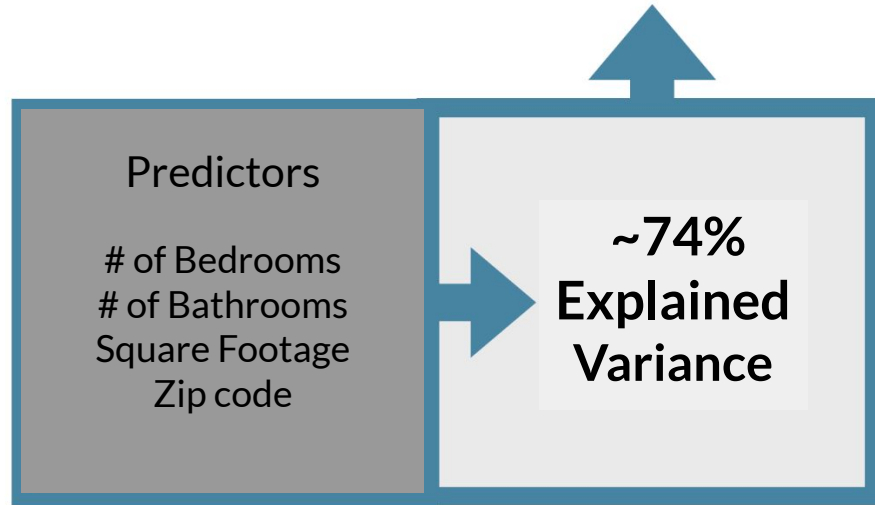 Predictors
# of Bedrooms
# of Bathrooms
Square Footage
Zip code
~74%
Explained
Variance